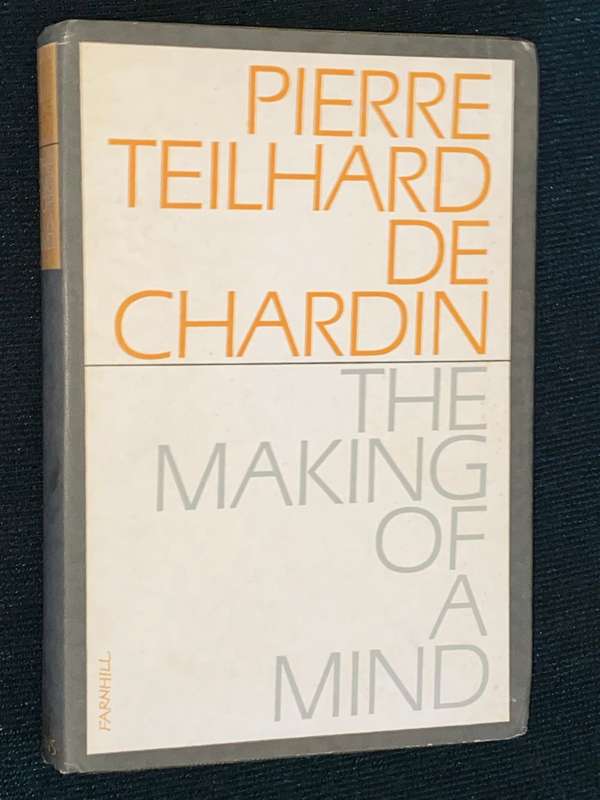 PIERRE
TEILHARD
DE
CHARDIN
THE
MAKING
OF
A
MIND
FARNHILL